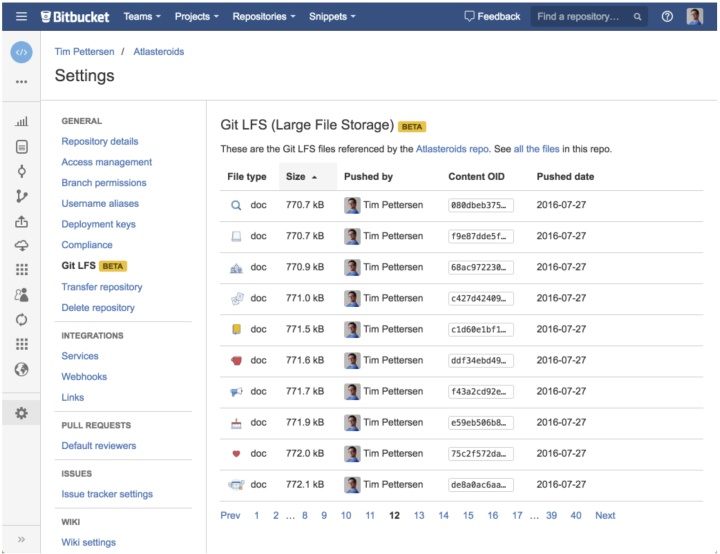 Bitbucket Teams Projects Repositories Snippets Feedback Find a repository...
Tim Pettersen / Atlasteroids
Settings
GENERAL
Repository details
Access management
Branch permissions
Username aliases
Deployment keys
Compliance
Git LFS BETA
Transfer repository
Delete repository
INTEGRATIONS
Services
Webhooks
Links
PULL REQUESTS
Default reviewers
ISSUES
Issue tracker settings
WIKI
Wiki settings
Git LFS (Large File Storage) BETA
These are the Git LFS files referenced by the Atlasteroids repo. See all the files in this repo.
File type Size Pushed by Content OID Pushed date
doc 770.7 kB Tim Pettersen 080dbeb375… 2016-07-27
doc 770.7 kB Tim Pettersen f9e87dde5f… 2016-07-27
doc 770.9 kB Tim Pettersen 68ac972230… 2016-07-27
doc 771.0 kB Tim Pettersen c427d42409… 2016-07-27
doc 771.5 kB Tim Pettersen c1d60e1bf1… 2016-07-27
doc 771.6 kB Tim Pettersen ddf34ebd49… 2016-07-27
doc 771.7 kB Tim Pettersen f43a2cd92e… 2016-07-27
doc 771.9 kB Tim Pettersen e59eb506b8… 2016-07-27
doc 772.0 kB Tim Pettersen 75c2f572da… 2016-07-27
doc 772.1 kB Tim Pettersen de8a0ac6aa… 2016-07-27
Prev 1 2 … 8 9 10 11 12 13 14 15 16 17 … 39 40 Next